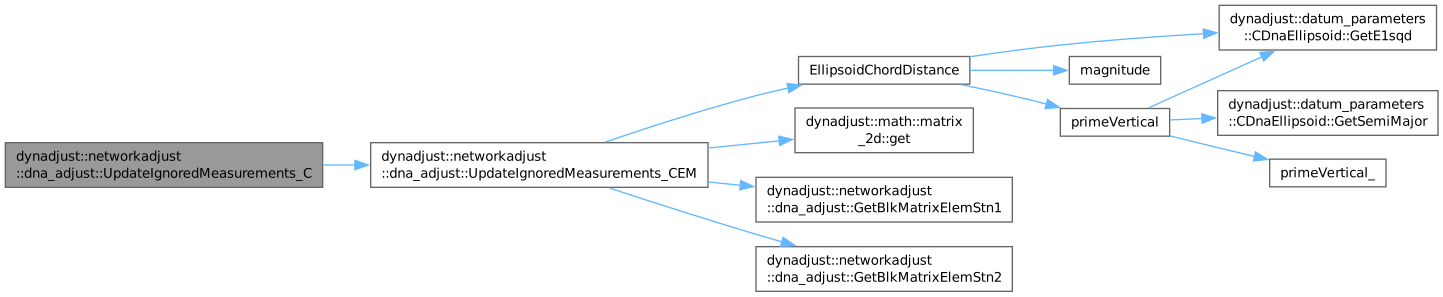 dynadjust::networkadjust
::dna_adjust::UpdateIgnoredMeasurements_C
dynadjust::networkadjust
::dna_adjust::UpdateIgnoredMeasurements_CEM
EllipsoidChordDistance
dynadjust::math::matrix
_2d::get
dynadjust::networkadjust
::dna_adjust::GetBlkMatrixElemStn1
dynadjust::networkadjust
::dna_adjust::GetBlkMatrixElemStn2
magnitude
primeVertical
dynadjust::datum_parameters
::CDnaEllipsoid::GetE1sqd
dynadjust::datum_parameters
::CDnaEllipsoid::GetSemiMajor
primeVertical_